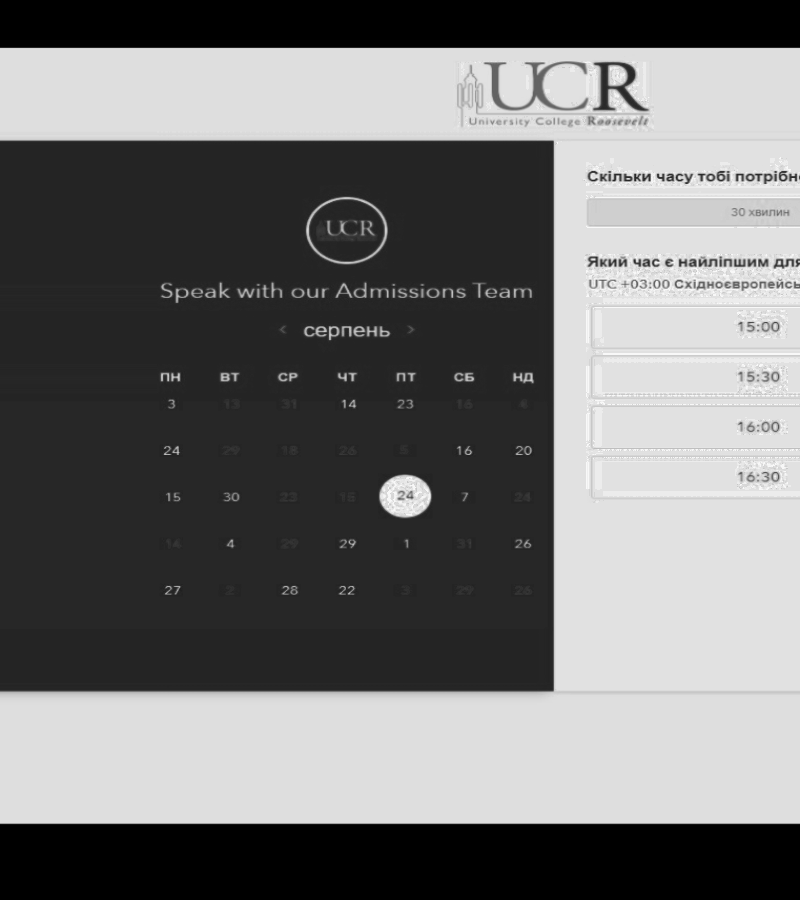 UCR
University College Roosevelt
UCR
Speak with our Admissions Team
< серпень >
ПН ВТ СР ЧТ ПТ СБ НД
3 13 31 14 23 16 4
24 29 18 26 5 16 20
15 30 23 15 24 7 24
14 4 29 29 1 31 26
27 2 28 22 3 29 26
Скільки часу тобі потрібно
30 хвилин
Який час є найліпшим для
UTC +03:00 Східноєвропейсь
15:00
15:30
16:00
16:30